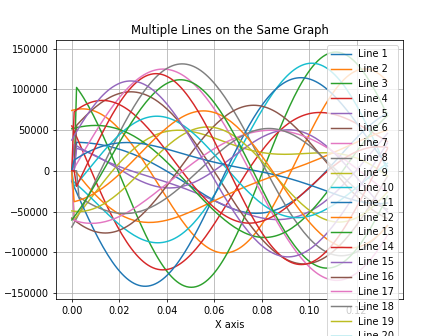 Multiple Lines on the Same Graph
150000
100000
50000
0
−50000
−100000
−150000
0.00
0.02
0.04
0.06
0.08
0.10
X axis
Line 1
Line 2
Line 3
Line 4
Line 5
Line 6
Line 7
Line 8
Line 9
Line 10
Line 11
Line 12
Line 13
Line 14
Line 15
Line 16
Line 17
Line 18
Line 19
Line 20